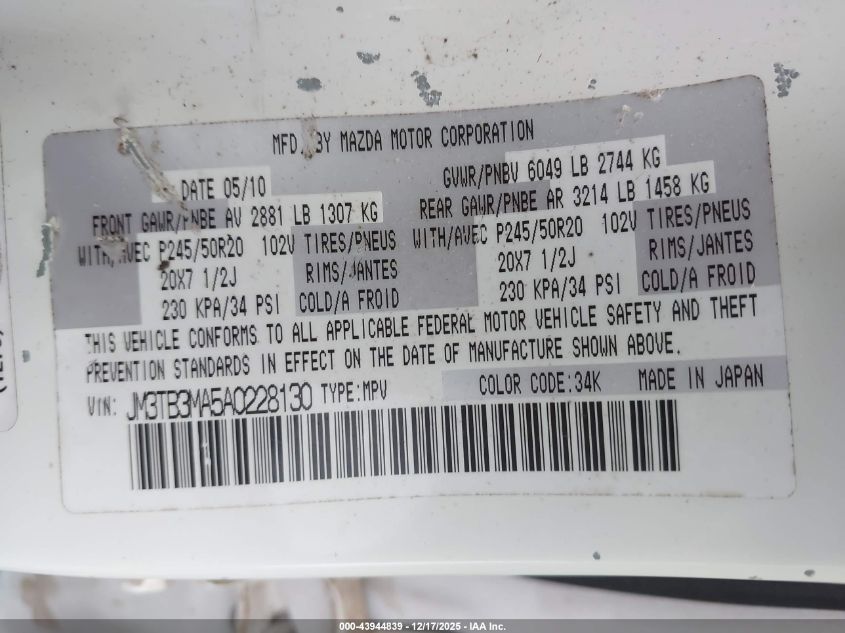 MFD. BY MAZDA MOTOR CORPORATION
DATE 05/10 GVWR/PNBV 6049 LB 2744 KG
FRONT GAWR/PNBE AV 2881 LB 1307 KG REAR GAWR/PNBE AR 3214 LB 1458 KG
WITH/AVEC P245/50R20 102V TIRES/PNEUS WITH/AVEC P245/50R20 102V TIRES/PNEUS
20X7 1/2J RIMS/JANTES 20X7 1/2J RIMS/JANTES
230 KPA/34 PSI COLD/A FROID 230 KPA/34 PSI COLD/A FROID
THIS VEHICLE CONFORMS TO ALL APPLICABLE FEDERAL MOTOR VEHICLE SAFETY AND THEFT
PREVENTION STANDARDS IN EFFECT ON THE DATE OF MANUFACTURE SHOWN ABOVE.
VIN: JM3TB3MA5A0228130 TYPE:MPV COLOR CODE:34K MADE IN JAPAN
000-43944839 - 12/17/2025 - IAA Inc.